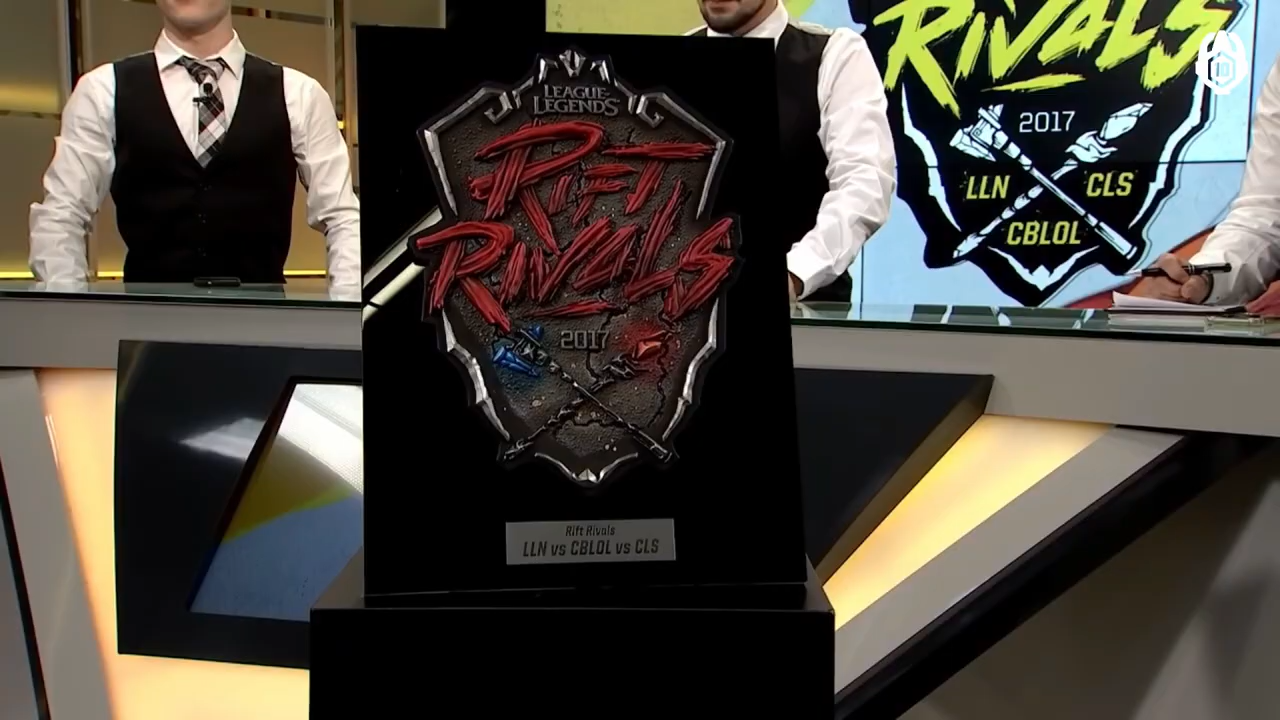 LEAGUE
LEGENDS
RIFT
RIVALS
2017
Rift Rivals
LLN vs CBLOL vs CLS
RIVALS
2017
LLN
CLS
CBLOL